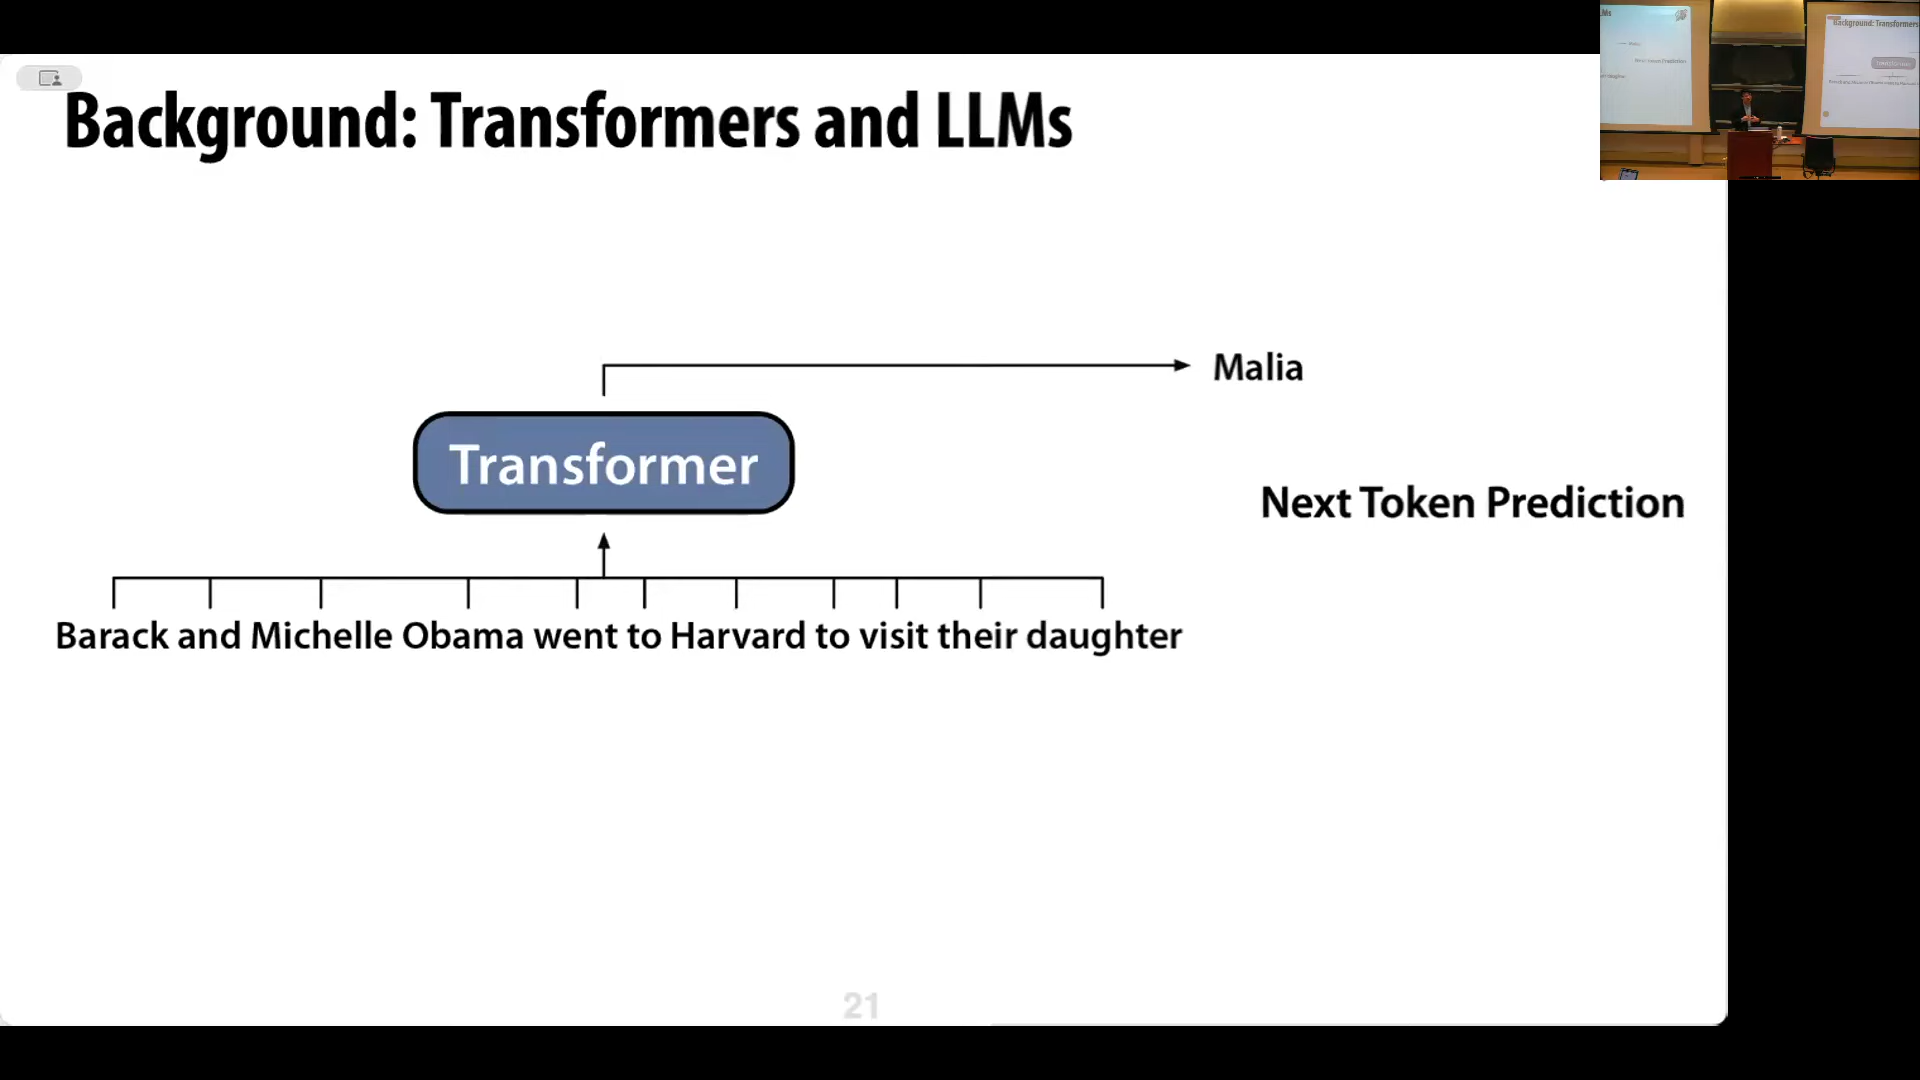 Background: Transformers and LLMs
Malia
Transformer
Next Token Prediction
Barack and Michelle Obama went to Harvard to visit their daughter
21